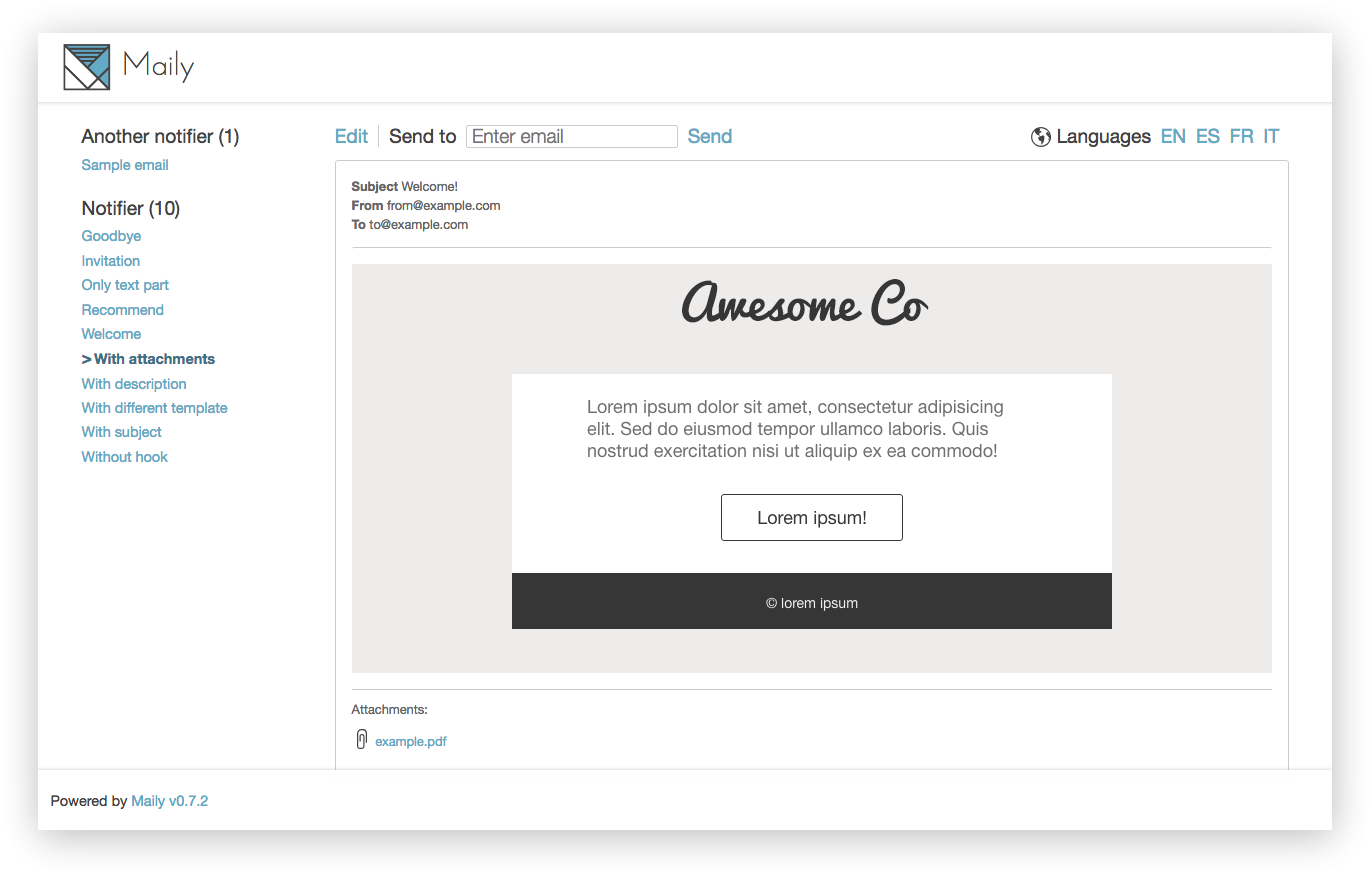 Maily
Another notifier (1)
Sample email
Notifier (10)
Goodbye
Invitation
Only text part
Recommend
Welcome
> With attachments
With description
With different template
With subject
Without hook
Edit Send to Enter email Send Languages EN ES FR IT
Subject Welcome!
From from@example.com
To to@example.com
Awesome Co
Lorem ipsum dolor sit amet, consectetur adipisicing
elit. Sed do eiusmod tempor ullamco laboris. Quis
nostrud exercitation nisi ut aliquip ex ea commodo!
Lorem ipsum!
© lorem ipsum
Attachments:
example.pdf
Powered by Maily v0.7.2